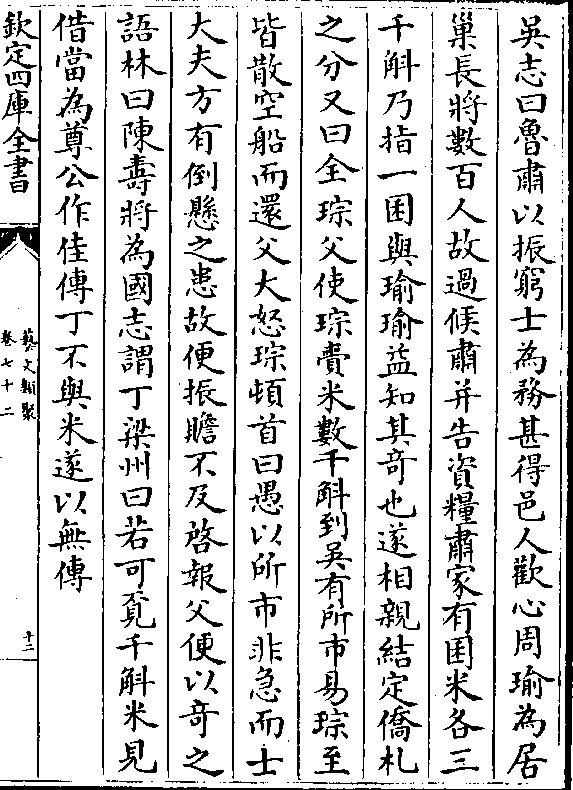 吳志曰魯肅以振窮士為務甚得邑人歡心周瑜為居
巢長將數百人故過候肅并告資糧肅家有囷米各三
千斛乃指一囷與瑜瑜益知其竒也遂相親結定僑札
之分又曰全琮父使琮賫米數千斛到吳有所市易琮至
皆散空船而還父大怒琮頓首曰愚以所市非急而士
大夫方有倒懸之患故便振贍不及啓報父便以竒之
語林曰陳壽將為國志謂丁梁州曰若可覓千斛米見
借當為尊公作佳傳丁不與米遂以無傳
欽定四庫全書
藝文類聚
卷七十二
十二